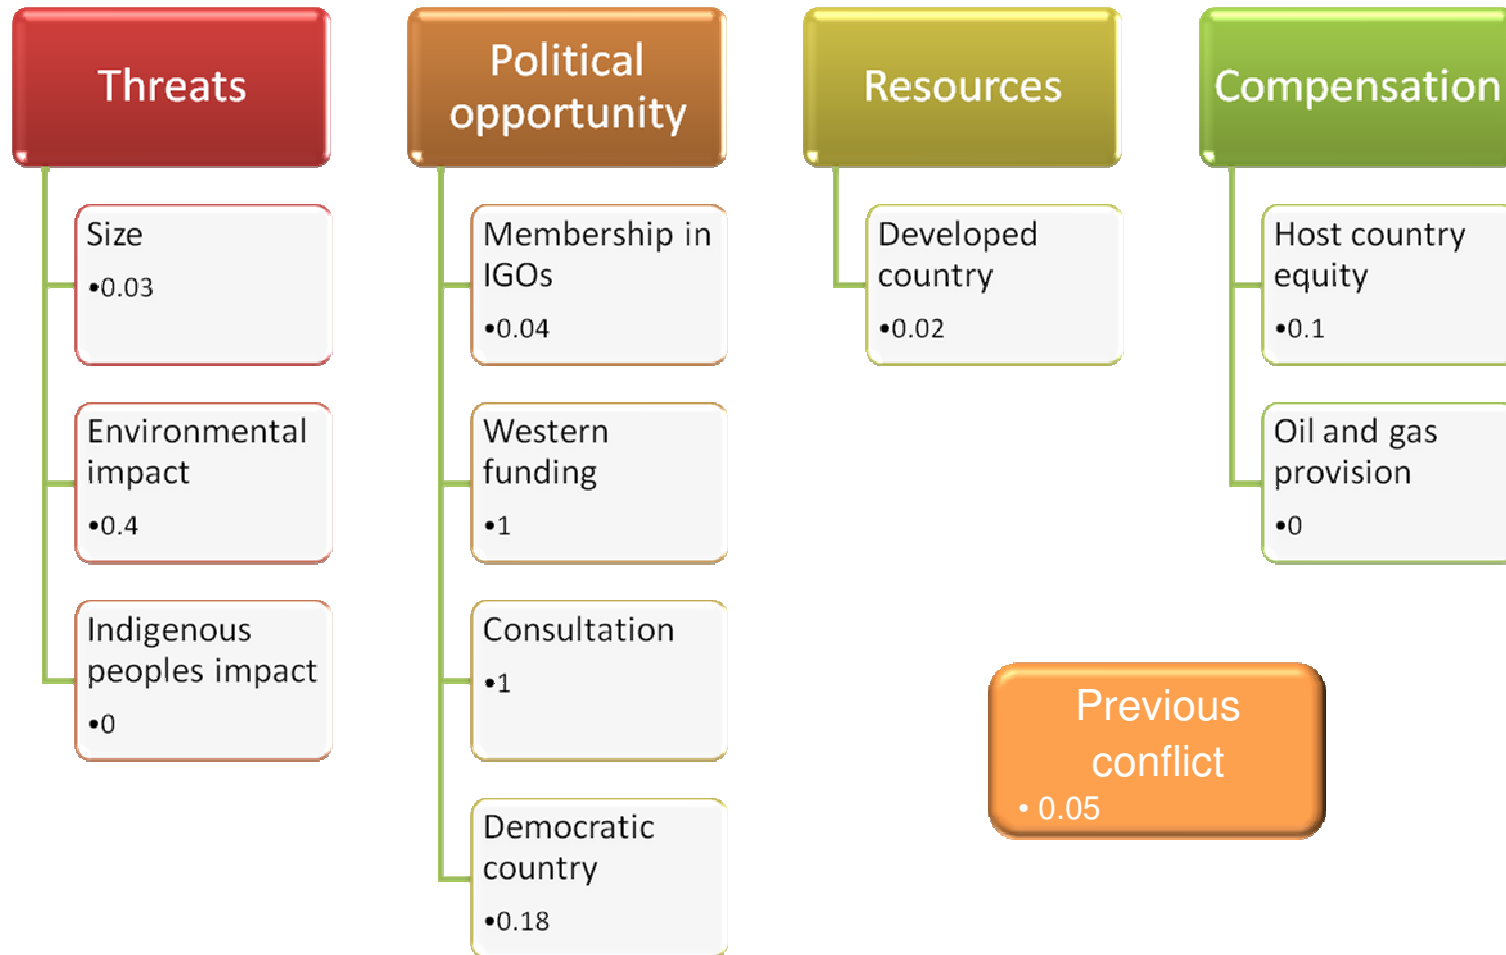 Threats
Size
•0.03
Environmental
impact
•0.4
Indigenous
peoples impact
•0
Political
opportunity
Membership in
IGOs
•0.04
Western
funding
•1
Consultation
•1
Democratic
country
•0.18
Resources
Developed
country
•0.02
Compensation
Host country
equity
•0.1
Oil and gas
provision
•0
Previous
conflict
• 0.05